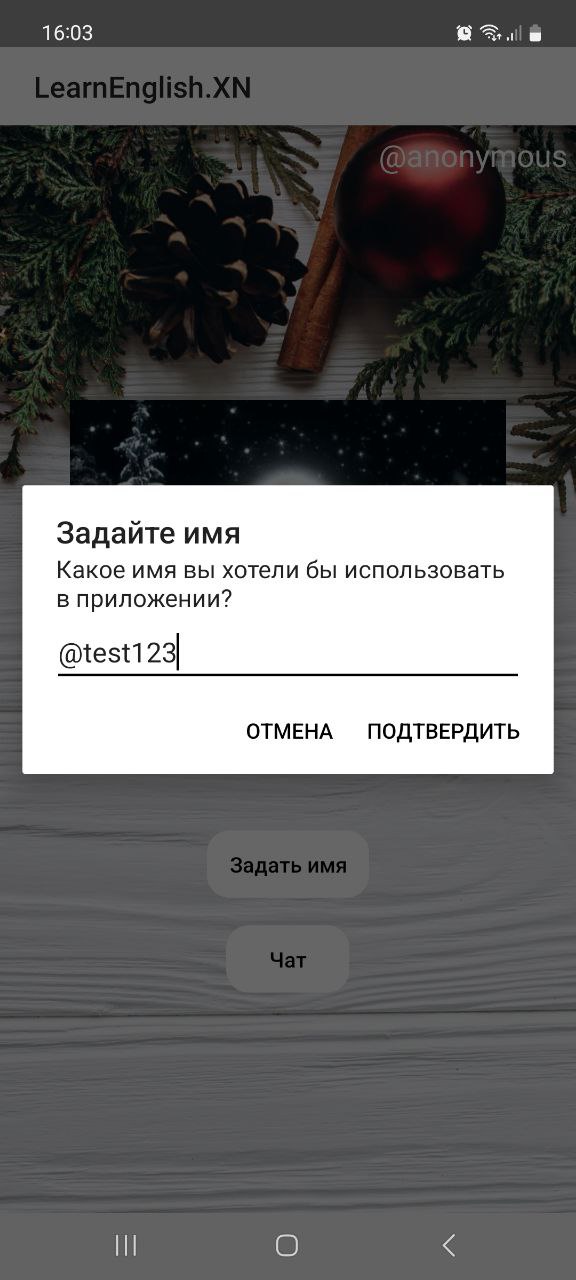 16:03
LearnEnglish.XN
@anonymous
Задайте имя
Какое имя вы хотели бы использовать
в приложении?
@test123
ОТМЕНА ПОДТВЕРДИТЬ
Задать имя
Чат